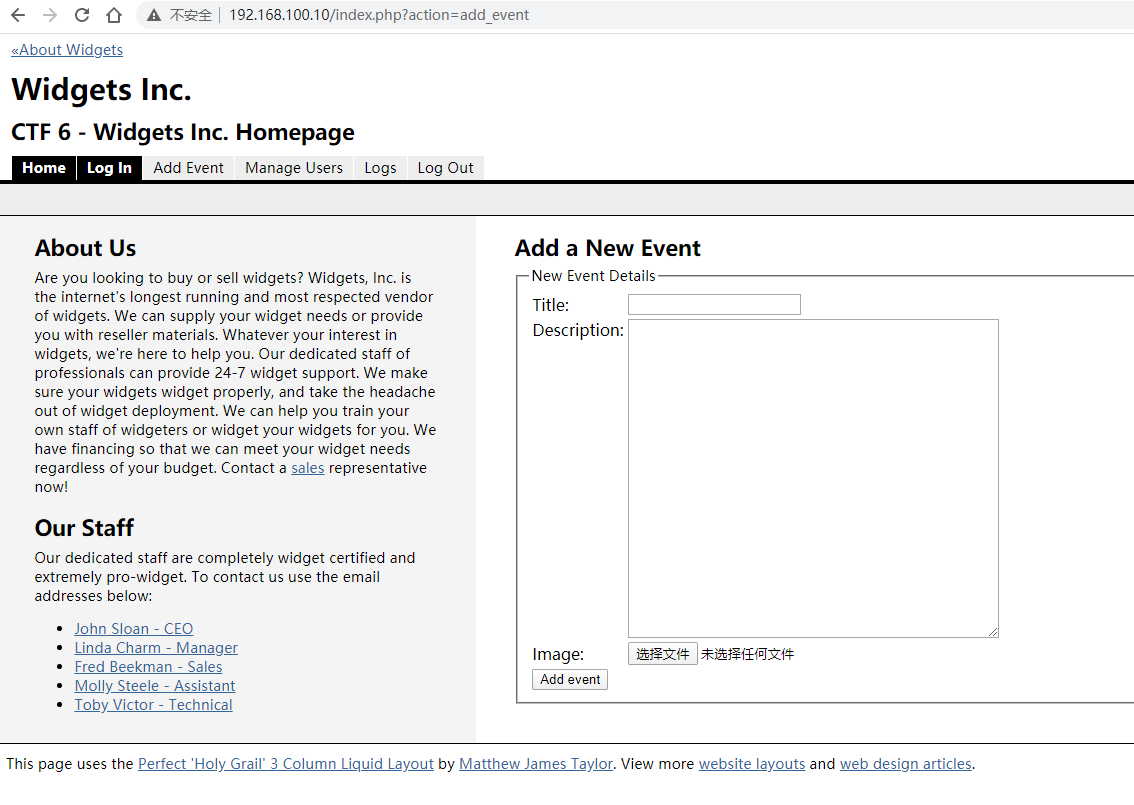 不安全 192.168.100.10/index.php?action=add_event
«About Widgets
Widgets Inc.
CTF 6 - Widgets Inc. Homepage
Home Log In Add Event Manage Users Logs Log Out
About Us
Are you looking to buy or sell widgets? Widgets, Inc. is
the internet's longest running and most respected vendor
of widgets. We can supply your widget needs or provide
you with reseller materials. Whatever your interest in
widgets, we're here to help you. Our dedicated staff of
professionals can provide 24-7 widget support. We make
sure your widgets widget properly, and take the headache
out of widget deployment. We can help you train your
own staff of widgeters or widget your widgets for you. We
have financing so that we can meet your widget needs
regardless of your budget. Contact a sales representative
now!
Our Staff
Our dedicated staff are completely widget certified and
extremely pro-widget. To contact us use the email
addresses below:
John Sloan - CEO
Linda Charm - Manager
Fred Beekman - Sales
Molly Steele - Assistant
Toby Victor - Technical
Add a New Event
New Event Details
Title:
Description:
Image: 选择文件 未选择任何文件
Add event
This page uses the Perfect 'Holy Grail' 3 Column Liquid Layout by Matthew James Taylor. View more website layouts and web design articles.